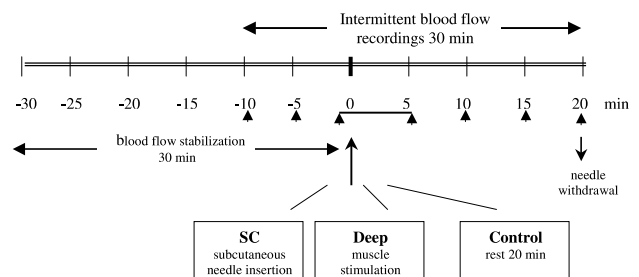 Intermittent blood flow
recordings 30 min
-30 -25 -20 -15 -10 -5 0 5 10 15 20 min
blood flow stabilization
30 min
needle
withdrawal
SC
subcutaneous
needle insertion
Deep
muscle
stimulation
Control
rest 20 min